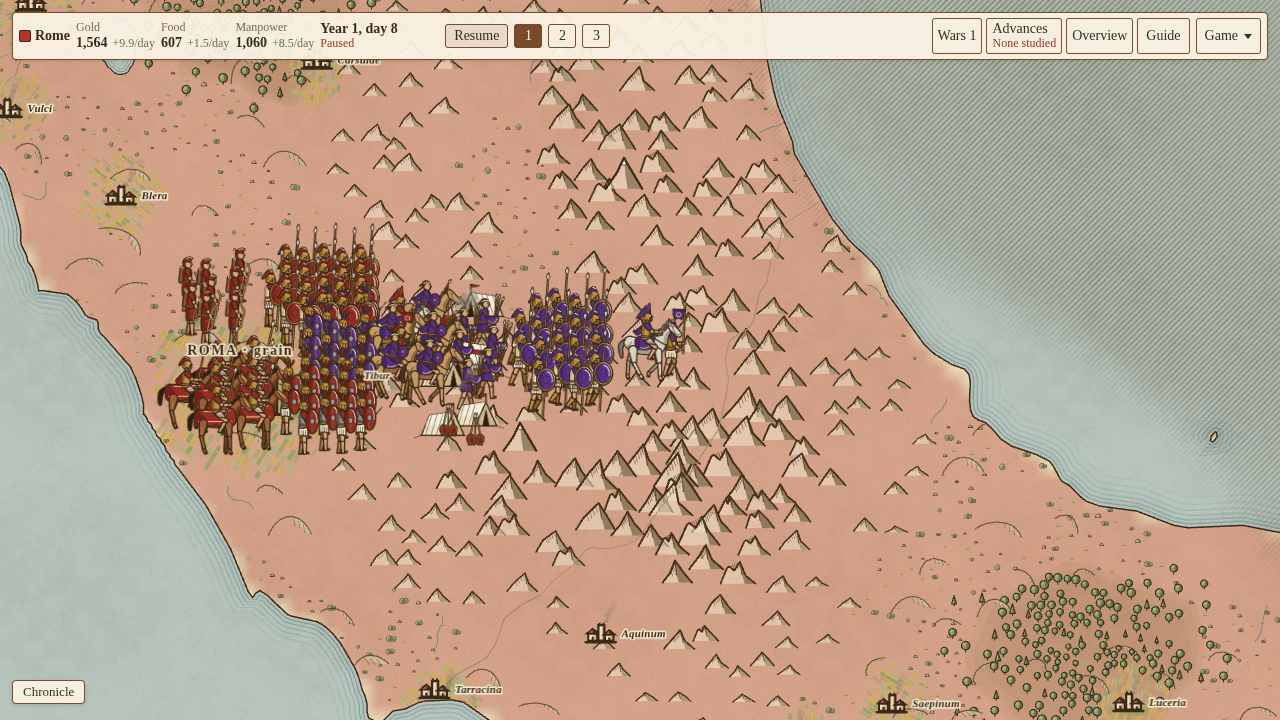 Rome
Gold
1,564 +9.9/day
Food
607 +1.5/day
Manpower
1,060 +8.5/day
Year 1, day 8
Paused
Resume
1
2
3
Wars 1
Advances
None studied
Overview
Guide
Game
Carsulae
Vulci
Blera
ROMA · grain
Tibur
Aquinum
Tarracina
Saepinum
Luceria
Chronicle